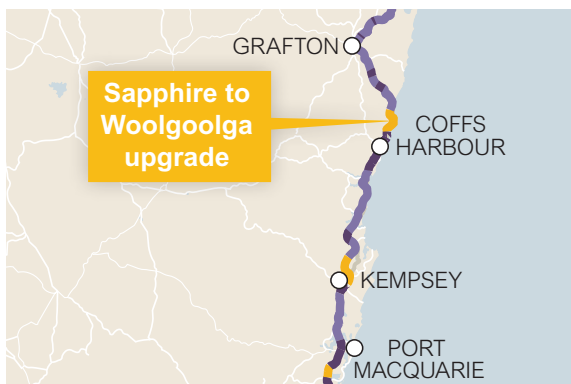 GRAFTON
Sapphire to
Woolgoolga
upgrade
COFFS
HARBOUR
KEMPSEY
PORT
MACQUARIE